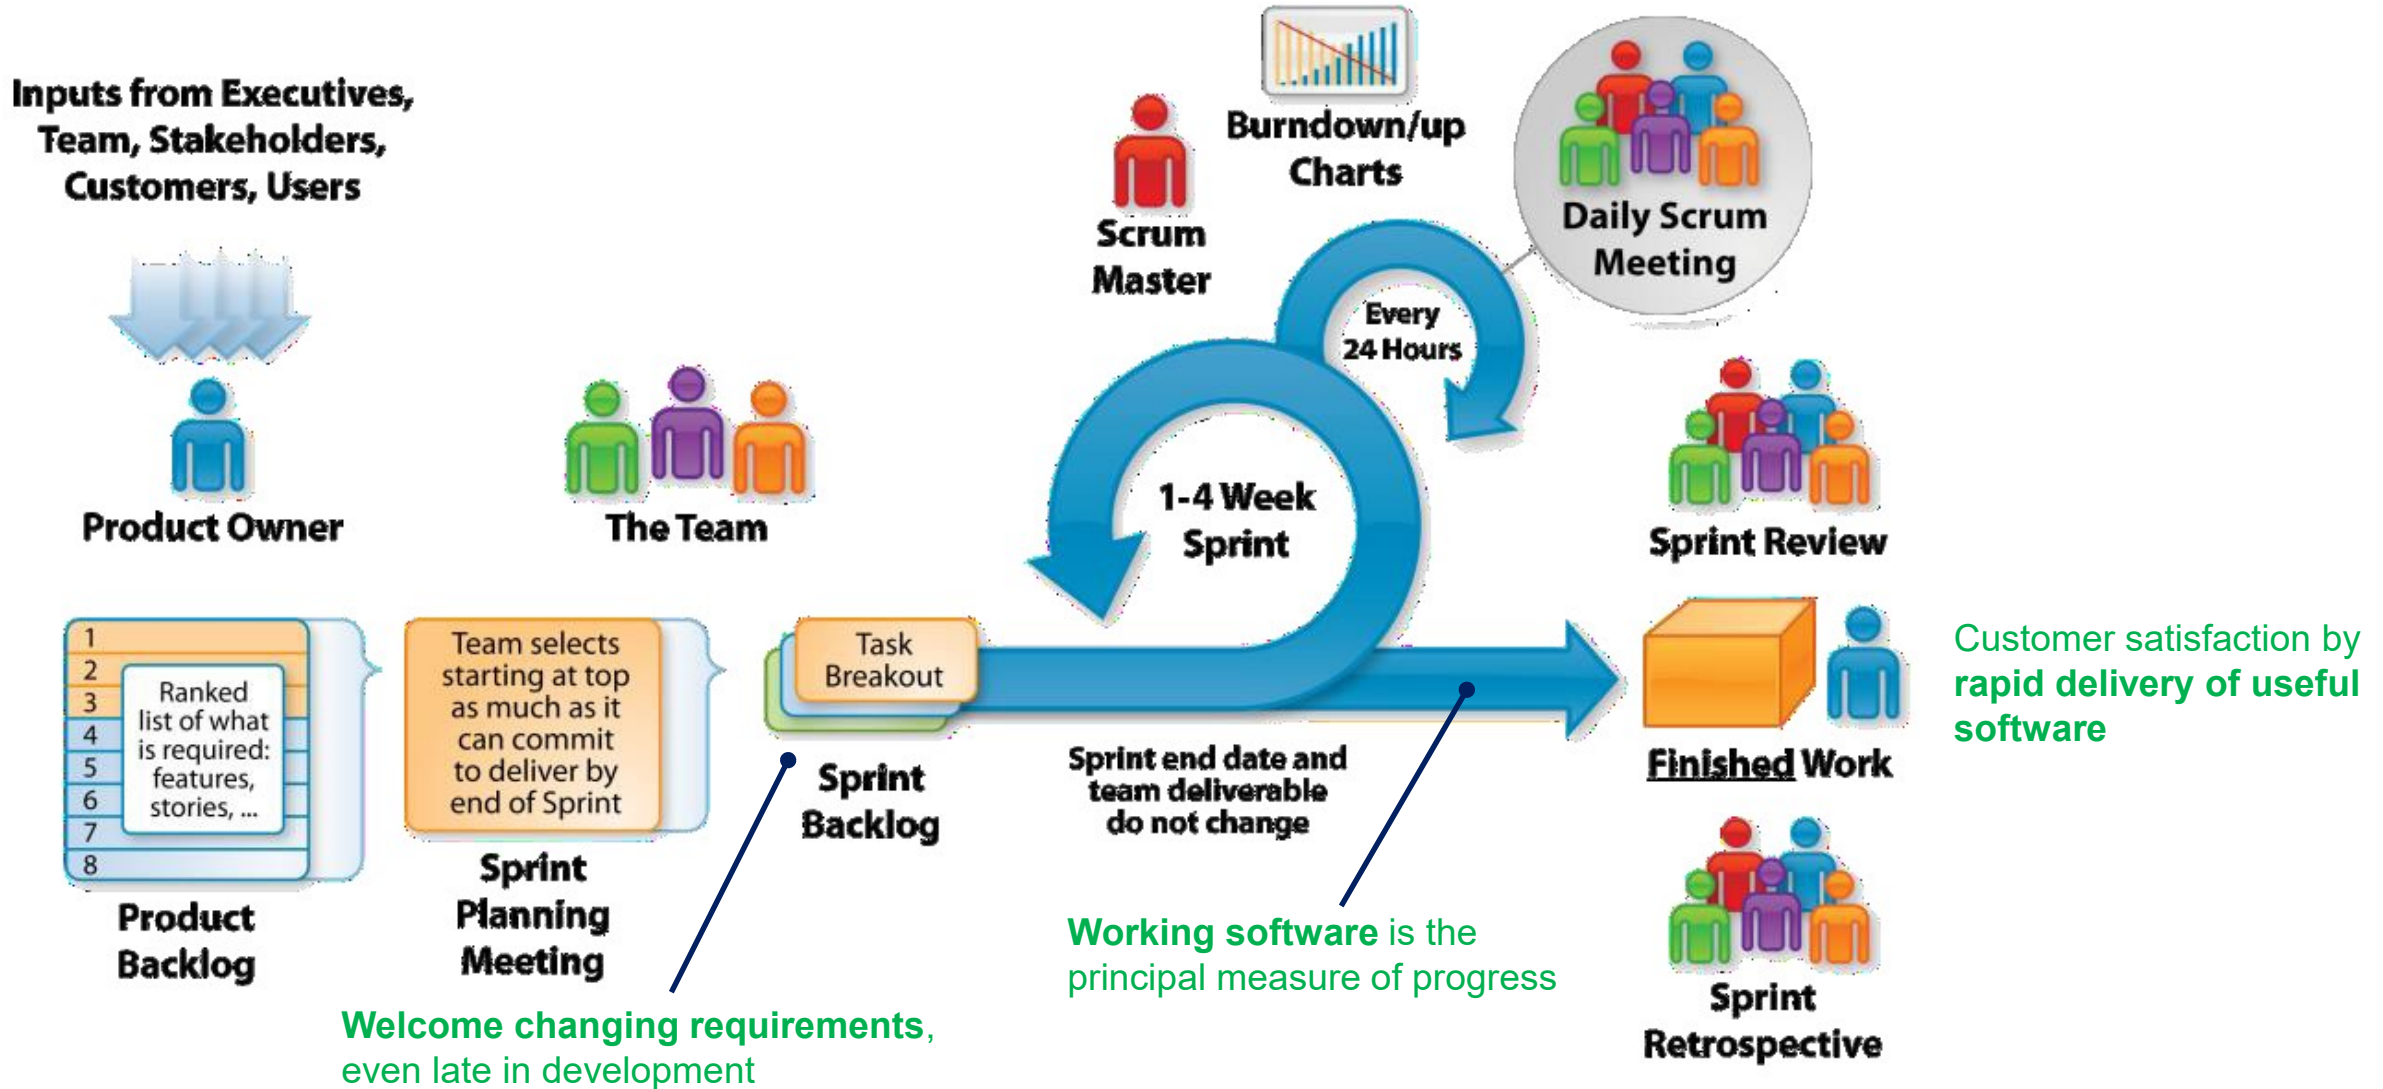 Inputs from Executives,
Team, Stakeholders,
Customers, Users
Product Owner
The Team
Scrum
Master
Burndown/up
Charts
Daily Scrum
Meeting
Every
24 Hours
1-4 Week
Sprint
Sprint Review
1
2
3
4
5
6
7
8
Ranked
list of what
is required:
features,
stories, ...
Product
Backlog
Team selects
starting at top
as much as it
can commit
to deliver by
end of Sprint
Sprint
Planning
Meeting
Task
Breakout
Sprint
Backlog
Sprint end date and
team deliverable
do not change
Finished Work
Customer satisfaction by
rapid delivery of useful
software
Working software is the
principal measure of progress
Welcome changing requirements,
even late in development
Sprint
Retrospective